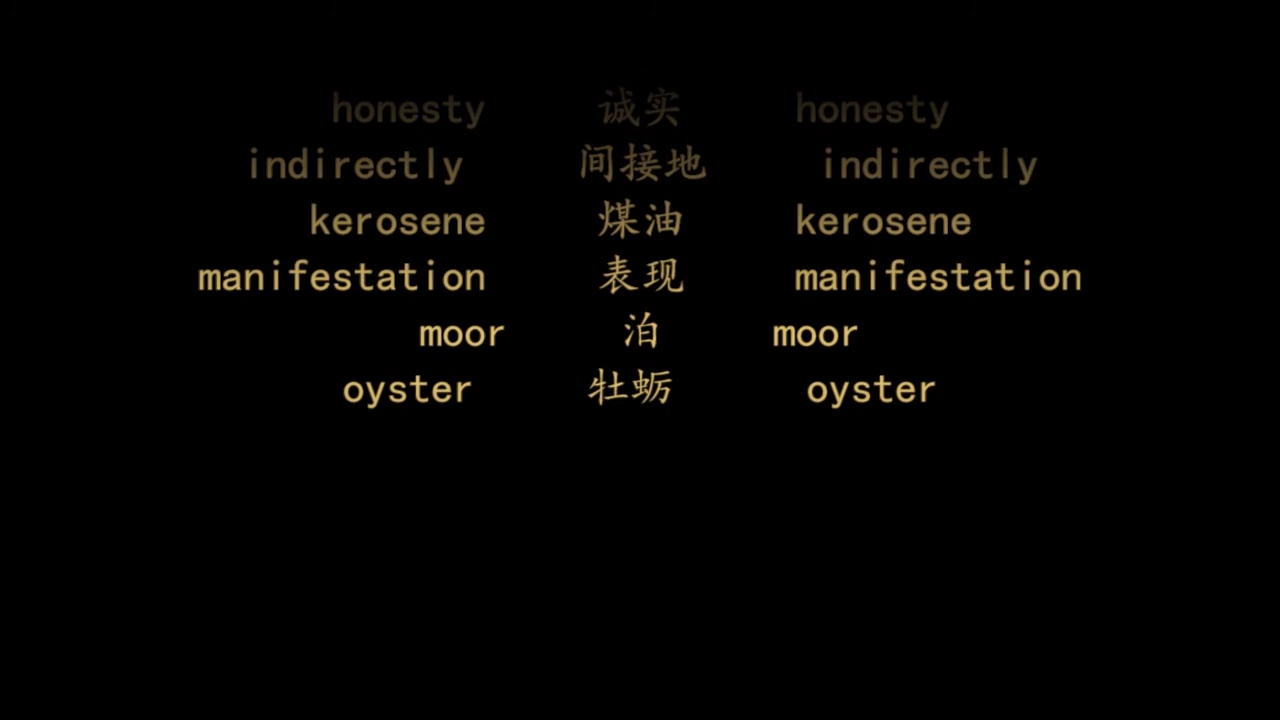 honesty 诚实 honesty
indirectly 间接地 indirectly
kerosene 煤油 kerosene
manifestation 表现 manifestation
moor 泊 moor
oyster 牡蛎 oyster